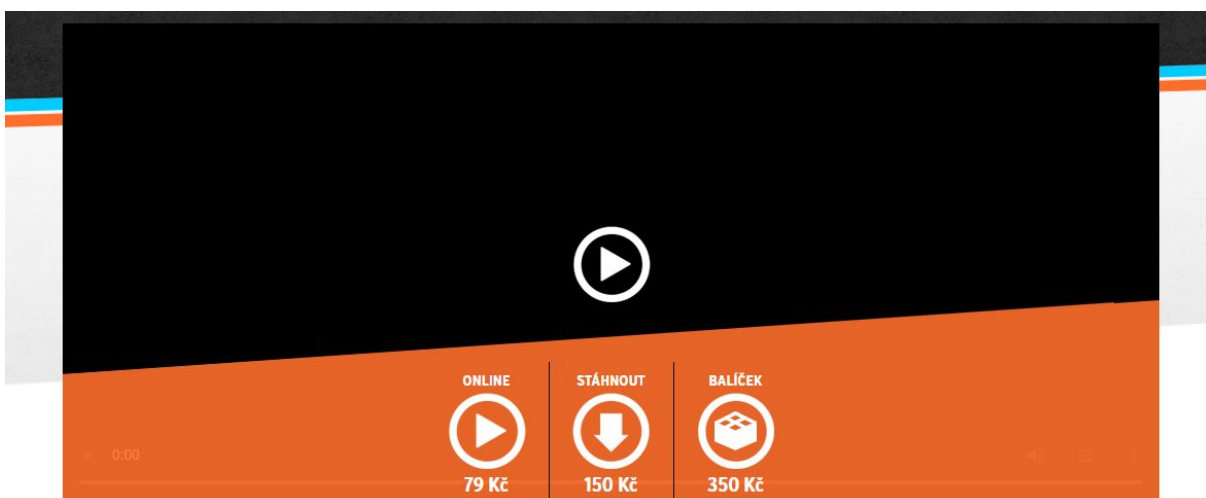 ONLINE
STÁHNOUT
BALÍČEK
0:00
79 Kč
150 Kč
350 Kč